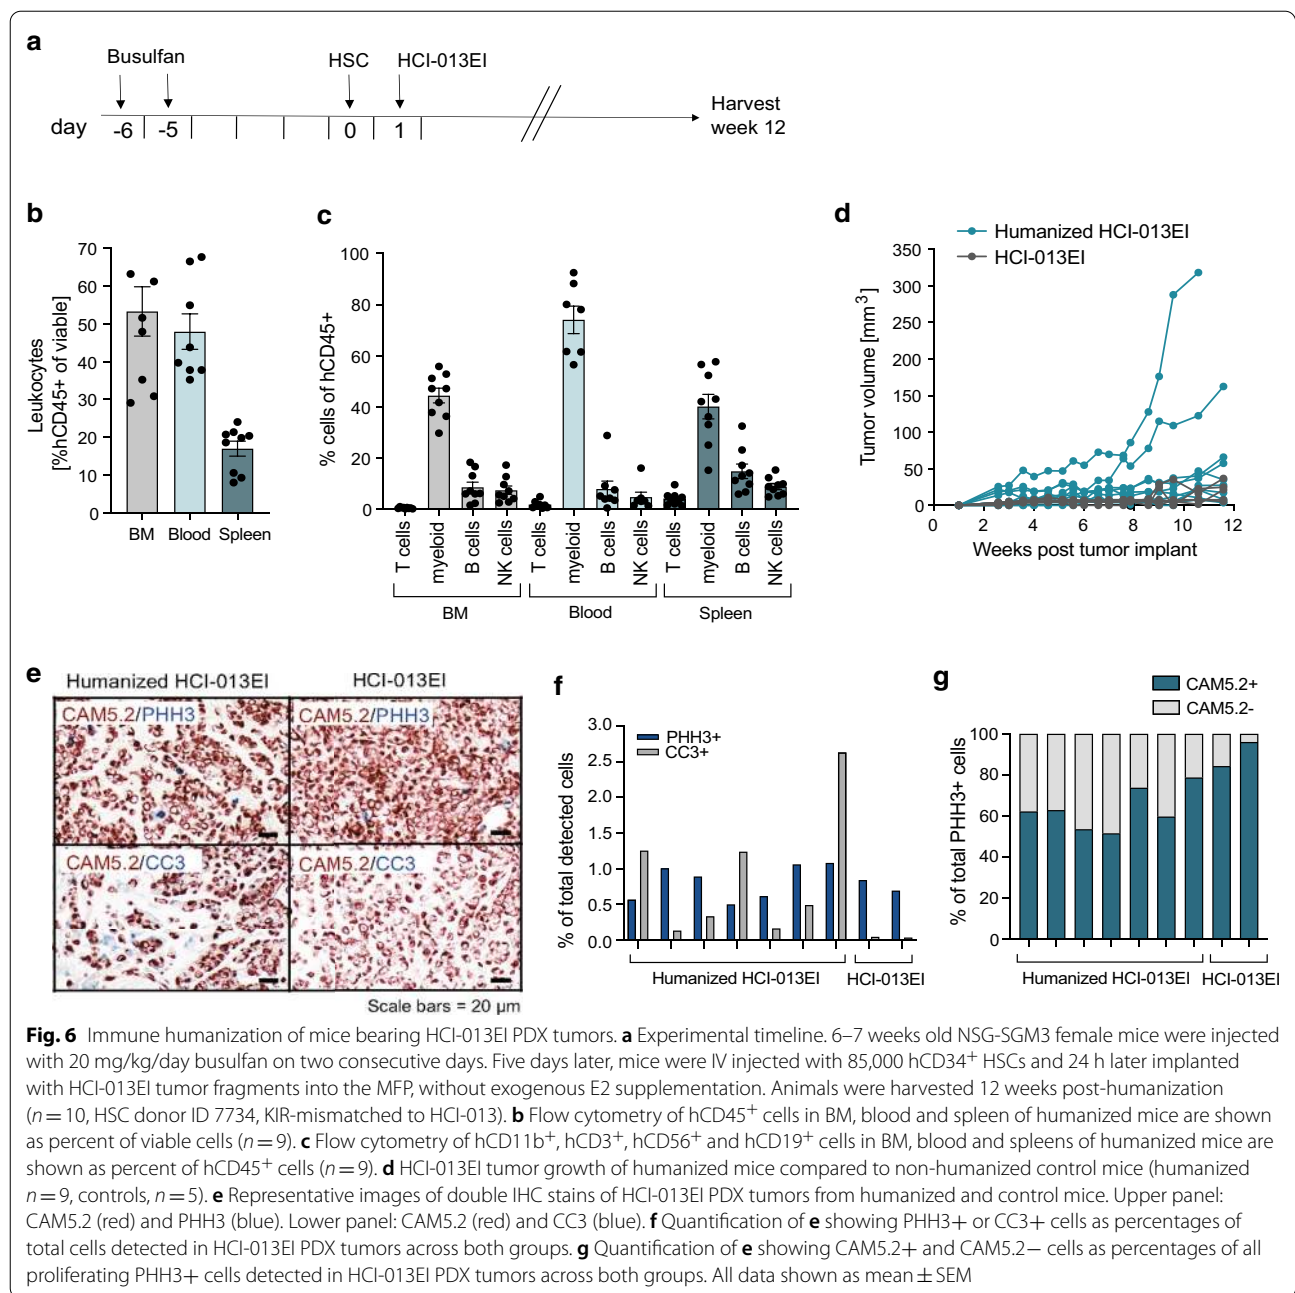 a
Busulfan
HSC
HCI-013EI
day
-6
-5
0
1
Harvest
week 12
b
Leukocytes
[%hCD45+ of viable]
70
60
50
40
30
20
10
0
BM
Blood
Spleen
c
% cells of hCD45+
100
80
60
40
20
0
T cells
myeloid
B cells
NK cells
T cells
myeloid
B cells
NK cells
T cells
myeloid
B cells
NK cells
BM
Blood
Spleen
d
Humanized HCI-013EI
HCI-013EI
Tumor volume [mm³]
350
300
250
200
150
100
50
0
0 2 4 6 8 10 12
Weeks post tumor implant
e
Humanized HCI-013EI
HCI-013EI
CAM5.2/PHH3
CAM5.2/PHH3
CAM5.2/CC3
CAM5.2/CC3
Scale bars = 20 µm
f
PHH3+
CC3+
% of total detected cells
3.0
2.5
2.0
1.5
1.0
0.5
0.0
Humanized HCI-013EI
HCI-013EI
g
CAM5.2+
CAM5.2-
% of total PHH3+ cells
100
80
60
40
20
0
Humanized HCI-013EI
HCI-013EI
Fig. 6 Immune humanization of mice bearing HCI-013EI PDX tumors. a Experimental timeline. 6–7 weeks old NSG-SGM3 female mice were injected
with 20 mg/kg/day busulfan on two consecutive days. Five days later, mice were IV injected with 85,000 hCD34⁺ HSCs and 24 h later implanted
with HCI-013EI tumor fragments into the MFP, without exogenous E2 supplementation. Animals were harvested 12 weeks post-humanization
(n = 10, HSC donor ID 7734, KIR-mismatched to HCI-013). b Flow cytometry of hCD45⁺ cells in BM, blood and spleen of humanized mice are shown
as percent of viable cells (n = 9). c Flow cytometry of hCD11b⁺, hCD3⁺, hCD56⁺ and hCD19⁺ cells in BM, blood and spleens of humanized mice are
shown as percent of hCD45⁺ cells (n = 9). d HCI-013EI tumor growth of humanized mice compared to non-humanized control mice (humanized
n = 9, controls, n = 5). e Representative images of double IHC stains of HCI-013EI PDX tumors from humanized and control mice. Upper panel:
CAM5.2 (red) and PHH3 (blue). Lower panel: CAM5.2 (red) and CC3 (blue). f Quantification of e showing PHH3+ or CC3+ cells as percentages of
total cells detected in HCI-013EI PDX tumors across both groups. g Quantification of e showing CAM5.2+ and CAM5.2− cells as percentages of all
proliferating PHH3+ cells detected in HCI-013EI PDX tumors across both groups. All data shown as mean ± SEM